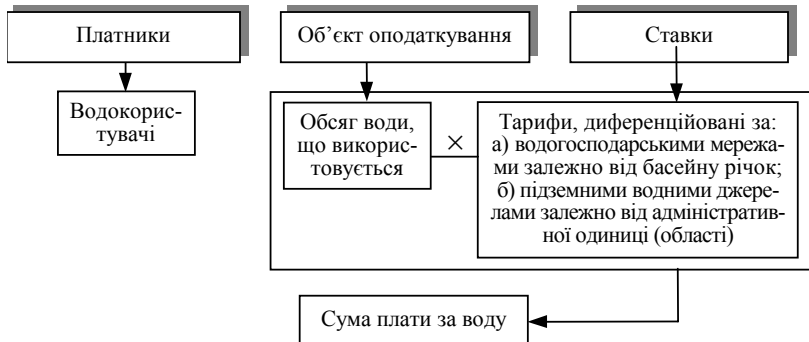 Платники
Об’єкт оподаткування
Ставки
Водокорис-
тувачі
Обсяг води,
що викорис-
товується
×
Тарифи, диференційовані за:
а) водогосподарськими мережа-
ми залежно від басейну річок;
б) підземними водними джере-
лами залежно від адміністратив-
ної одиниці (області)
Сума плати за воду